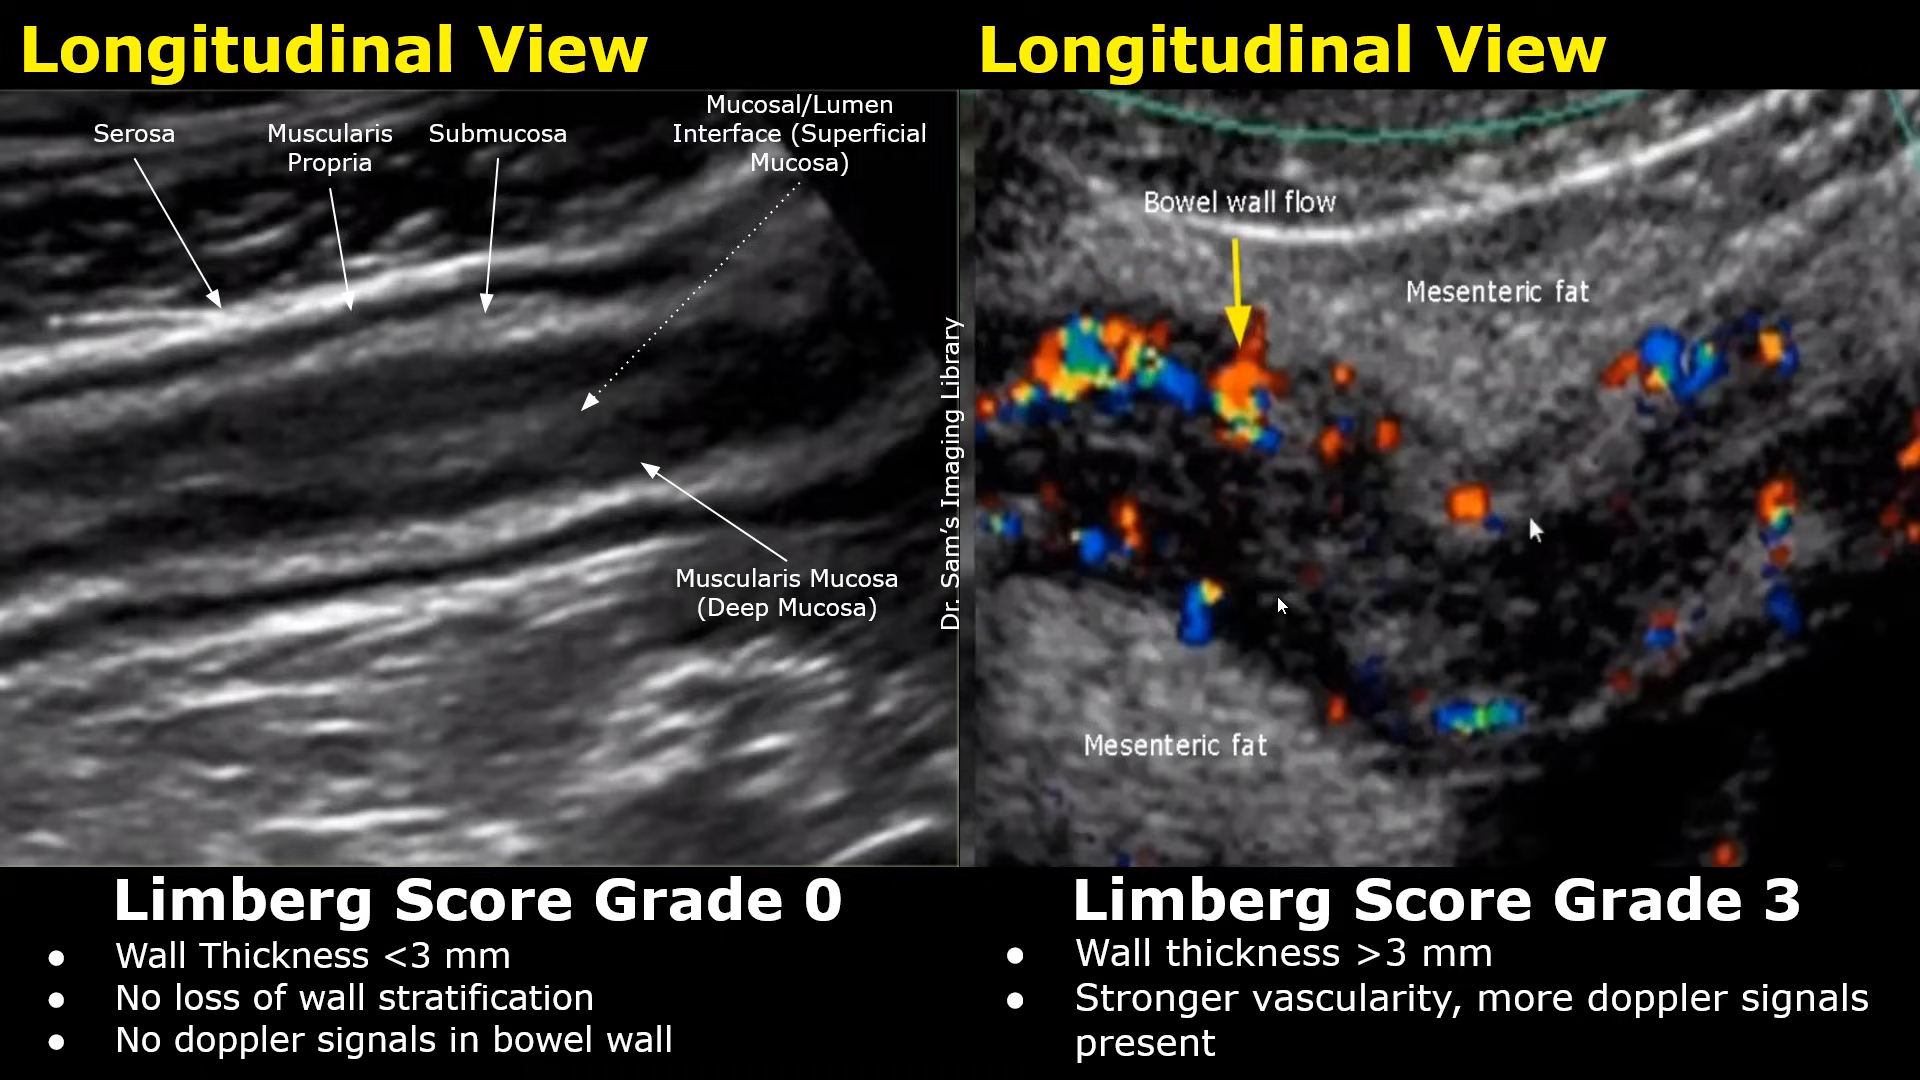 Longitudinal View
Serosa
Muscularis
Propria
Submucosa
Mucosal/Lumen
Interface (Superficial
Mucosa)
Muscularis Mucosa
(Deep Mucosa)
Limberg Score Grade 0
● Wall Thickness <3 mm
● No loss of wall stratification
● No doppler signals in bowel wall
Dr. Sam’s Imaging Library
Longitudinal View
Bowel wall flow
Mesenteric fat
Mesenteric fat
Limberg Score Grade 3
● Wall thickness >3 mm
● Stronger vascularity, more doppler signals
present